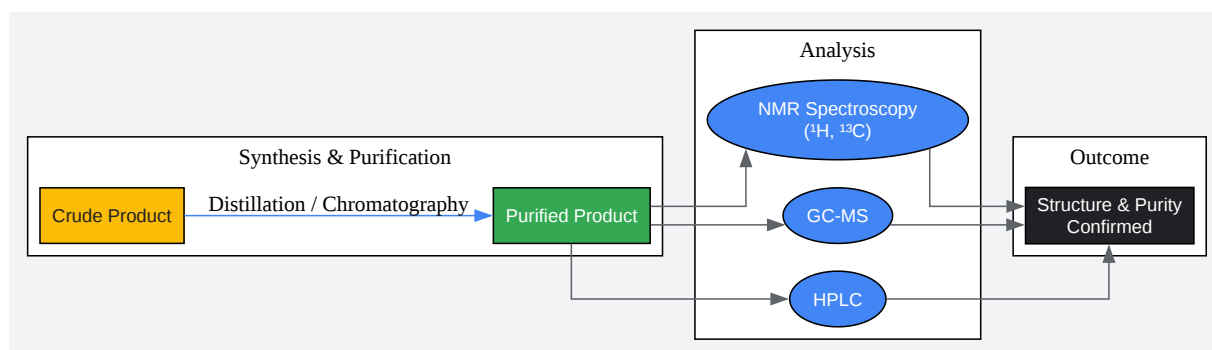 Synthesis & Purification
Crude Product
Distillation / Chromatography
Purified Product
Analysis
NMR Spectroscopy
(¹H, ¹³C)
GC-MS
HPLC
Outcome
Structure & Purity
Confirmed